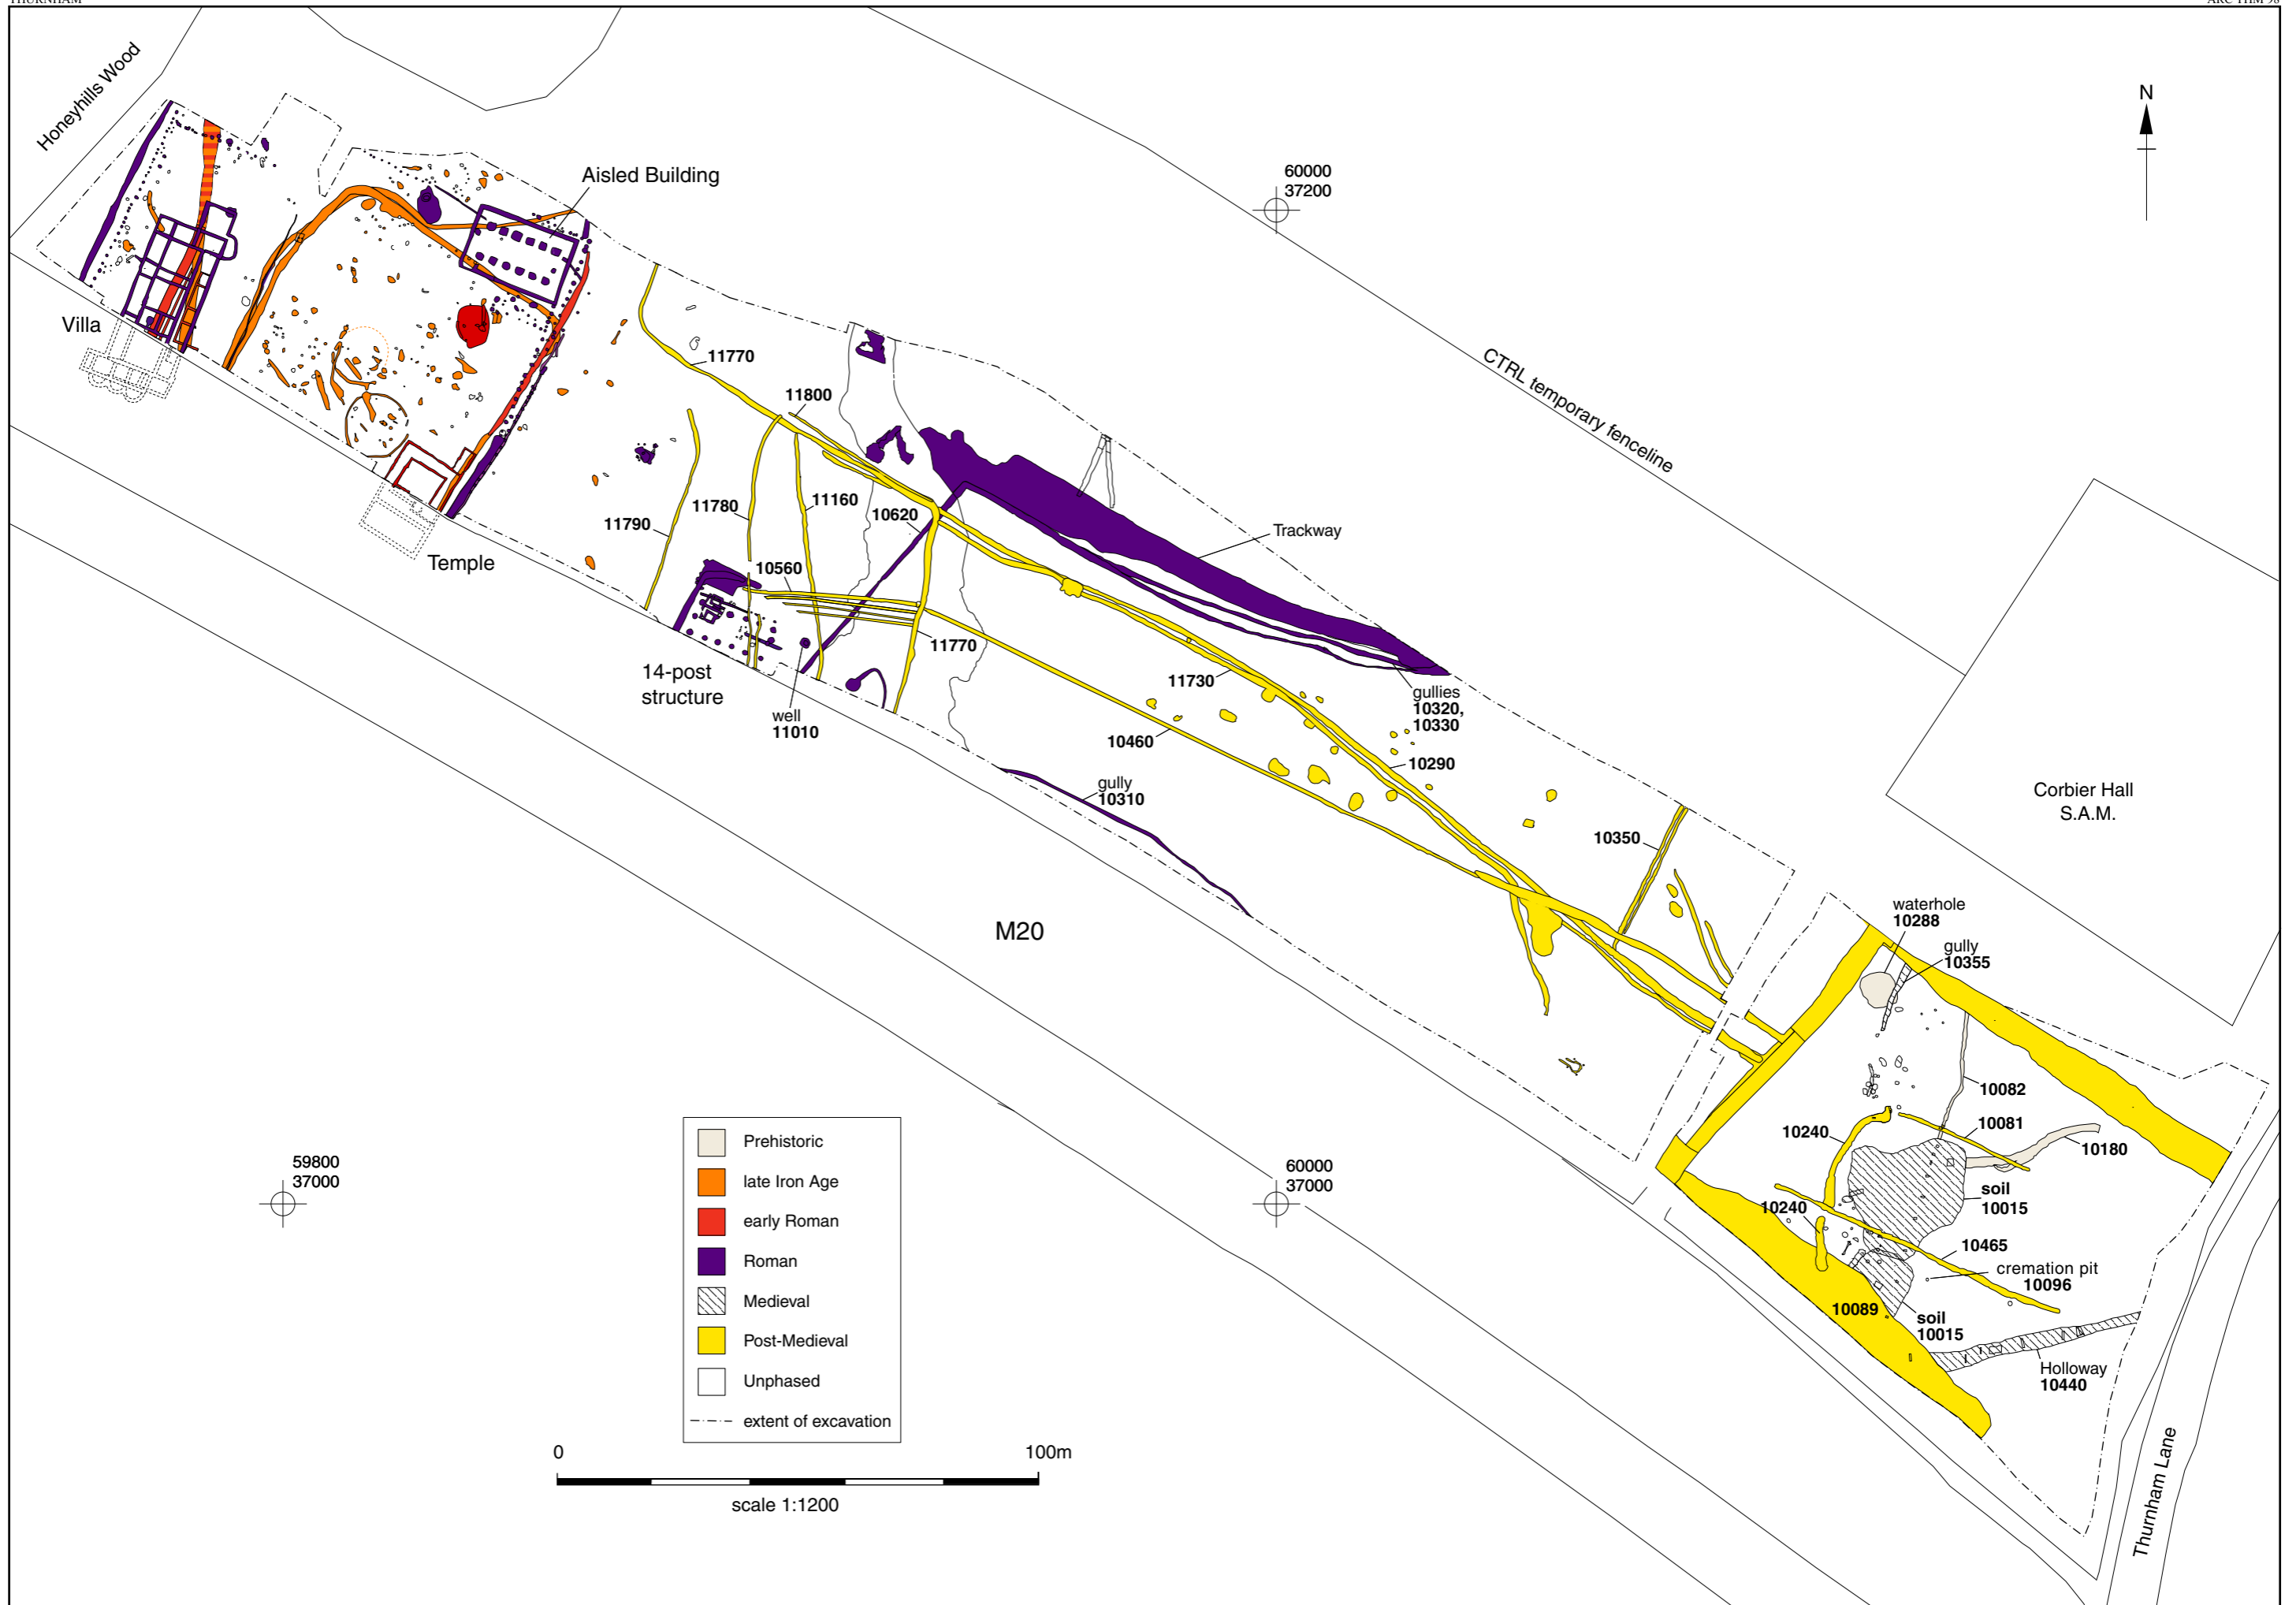 THURNHAM
ARC THM 98
Honeyhills Wood
N
Aisled Building
60000
37200
Villa
CTRL temporary fenceline
11770
11800
11780
11160
10620
11790
Trackway
Temple
10560
11770
14-post
structure
11730
gullies
10320,
10330
well
11010
10460
10290
gully
10310
Corbier Hall
S.A.M.
10350
M20
waterhole
10288
gully
10355
10082
10081
10240
10180
59800
37000
60000
37000
soil
10015
10240
10465
cremation pit
10096
10089
soil
10015
Holloway
10440
Thurnham Lane
Prehistoric
late Iron Age
early Roman
Roman
Medieval
Post-Medieval
Unphased
extent of excavation
0 100m
scale 1:1200